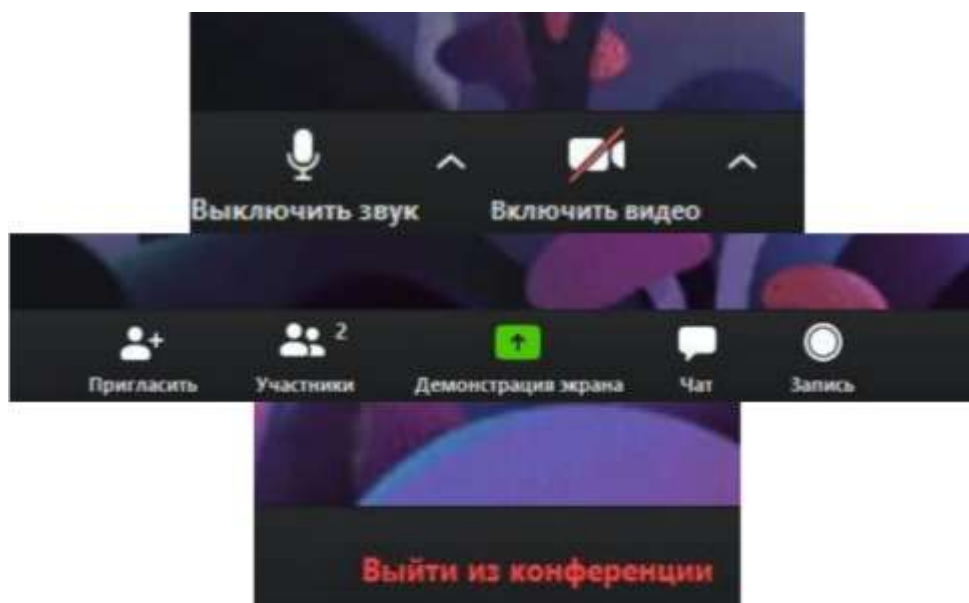 Выключить звук Включить видео
2
Пригласить Участники Демонстрация экрана Чат Запись
Выйти из конференции